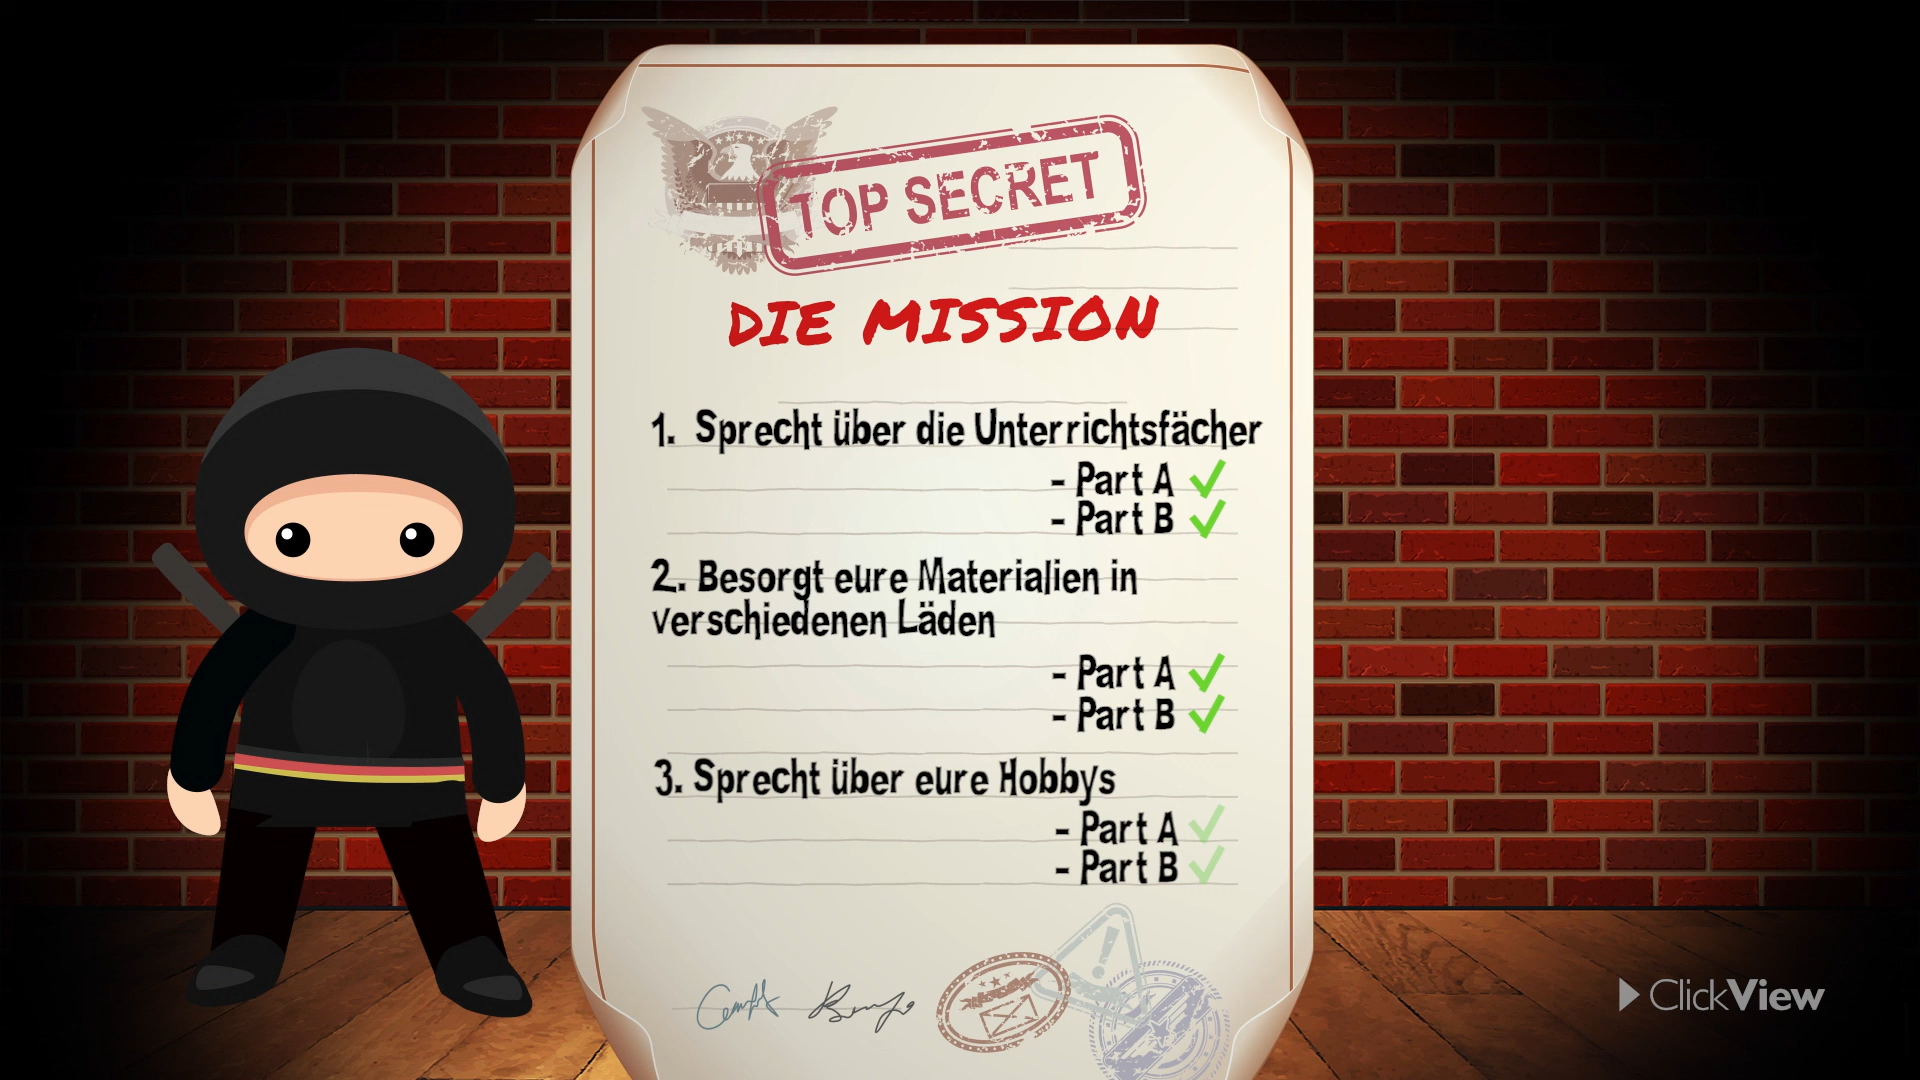 TOP SECRET
DIE MISSION
1. Sprecht über die Unterrichtsfächer
- Part A
- Part B
2. Besorgt eure Materialien in
verschiedenen Läden
- Part A
- Part B
3. Sprecht über eure Hobbys
- Part A
- Part B
ClickView